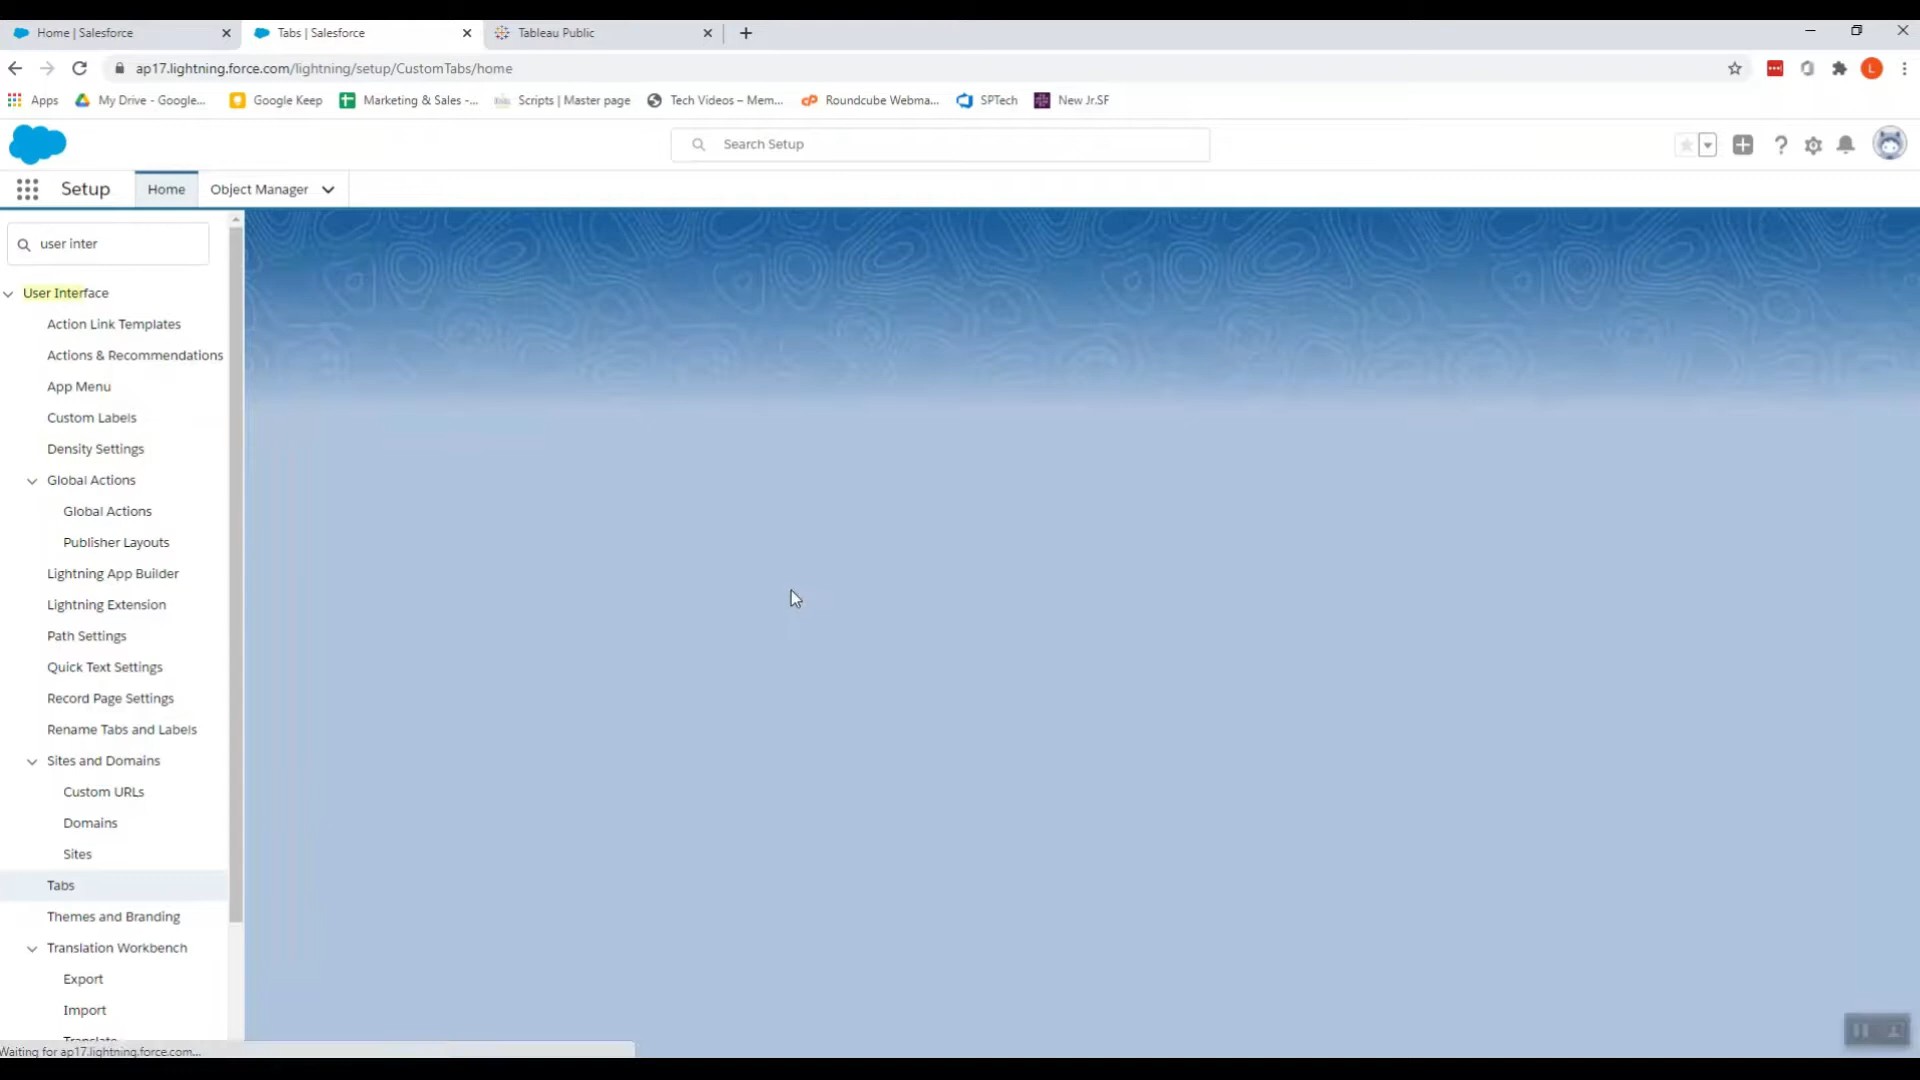 Home | Salesforce
Tabs | Salesforce
Tableau Public
ap17.lightning.force.com/lightning/setup/CustomTabs/home
L
Apps
My Drive - Google...
Google Keep
Marketing & Sales -...
Scripts | Master page
Tech Videos – Mem...
Roundcube Webma...
SPTech
New Jr.SF
Search Setup
Setup
Home
Object Manager
user inter
User Interface
Action Link Templates
Actions & Recommendations
App Menu
Custom Labels
Density Settings
Global Actions
Global Actions
Publisher Layouts
Lightning App Builder
Lightning Extension
Path Settings
Quick Text Settings
Record Page Settings
Rename Tabs and Labels
Sites and Domains
Custom URLs
Domains
Sites
Tabs
Themes and Branding
Translation Workbench
Export
Import
Translate
Waiting for ap17.lightning.force.com...